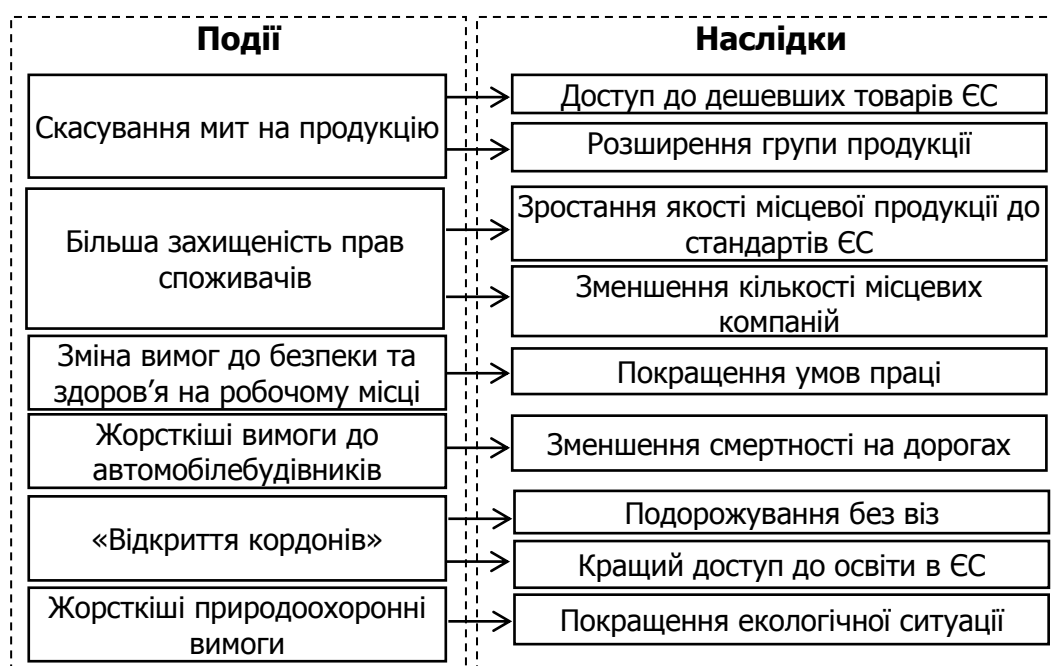 Події
Наслідки
Скасування мит на продукцію
Доступ до дешевших товарів ЄС
Розширення групи продукції
Більша захищеність прав
споживачів
Зростання якості місцевої продукції до
стандартів ЄС
Зменшення кількості місцевих
компаній
Зміна вимог до безпеки та
здоров’я на робочому місці
Покращення умов праці
Жорсткіші вимоги до
автомобілебудівників
Зменшення смертності на дорогах
«Відкриття кордонів»
Подорожування без віз
Кращий доступ до освіти в ЄС
Жорсткіші природоохоронні
вимоги
Покращення екологічної ситуації